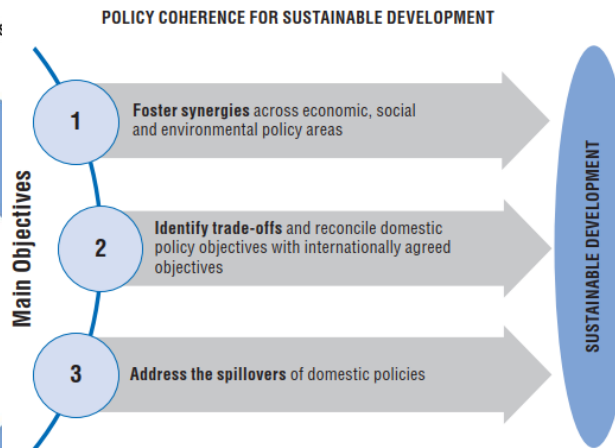 POLICY COHERENCE FOR SUSTAINABLE DEVELOPMENT
Main Objectives
1
Foster synergies across economic, social
and environmental policy areas
2
Identify trade-offs and reconcile domestic
policy objectives with internationally agreed
objectives
3
Address the spillovers of domestic policies
SUSTAINABLE DEVELOPMENT